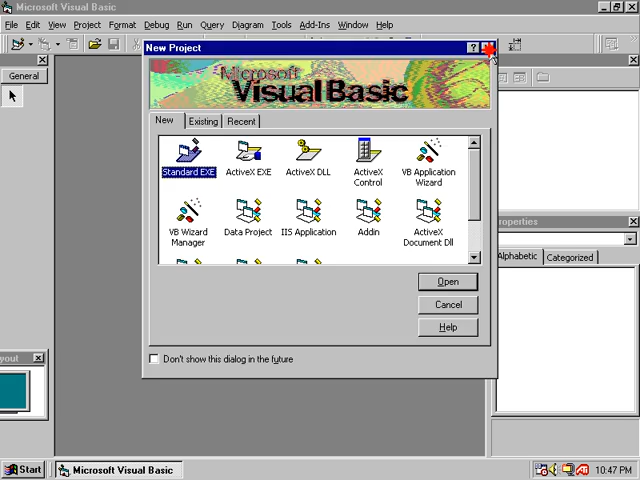 Microsoft Visual Basic
File Edit View Project Format Debug Run Query Diagram Tools Add-Ins Window Help
General
New Project
Microsoft
Visual Basic
New Existing Recent
Standard EXE
ActiveX EXE
ActiveX DLL
ActiveX Control
VB Application Wizard
VB Wizard Manager
Data Project
IIS Application
Addin
ActiveX Document Dll
Open
Cancel
Help
Don't show this dialog in the future
roperties
Alphabetic Categorized
yout
Start Microsoft Visual Basic 10:47 PM